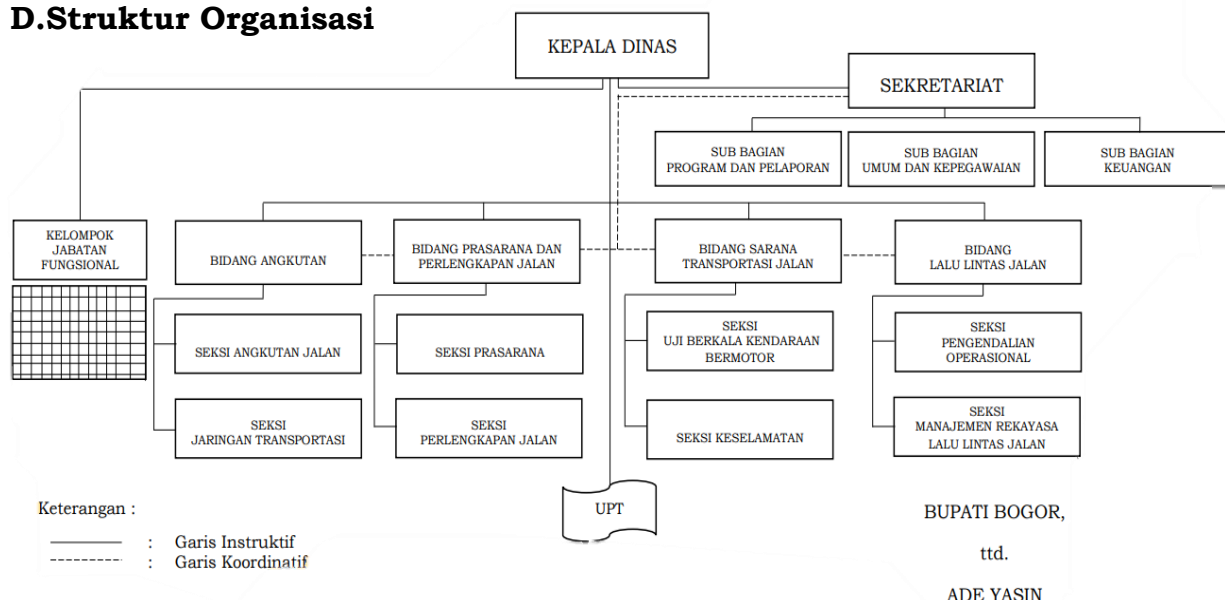 D.Struktur Organisasi
KEPALA DINAS
SEKRETARIAT
SUB BAGIAN
PROGRAM DAN PELAPORAN
SUB BAGIAN
UMUM DAN KEPEGAWAIAN
SUB BAGIAN
KEUANGAN
KELOMPOK
JABATAN
FUNGSIONAL
BIDANG ANGKUTAN
BIDANG PRASARANA DAN
PERLENGKAPAN JALAN
BIDANG SARANA
TRANSPORTASI JALAN
BIDANG
LALU LINTAS JALAN
SEKSI ANGKUTAN JALAN
SEKSI PRASARANA
SEKSI
UJI BERKALA KENDARAAN
BERMOTOR
SEKSI
PENGENDALIAN
OPERASIONAL
SEKSI
JARINGAN TRANSPORTASI
SEKSI
PERLENGKAPAN JALAN
SEKSI KESELAMATAN
SEKSI
MANAJEMEN REKAYASA
LALU LINTAS JALAN
UPT
Keterangan :
: Garis Instruktif
: Garis Koordinatif
BUPATI BOGOR,
ttd.
ADE YASIN